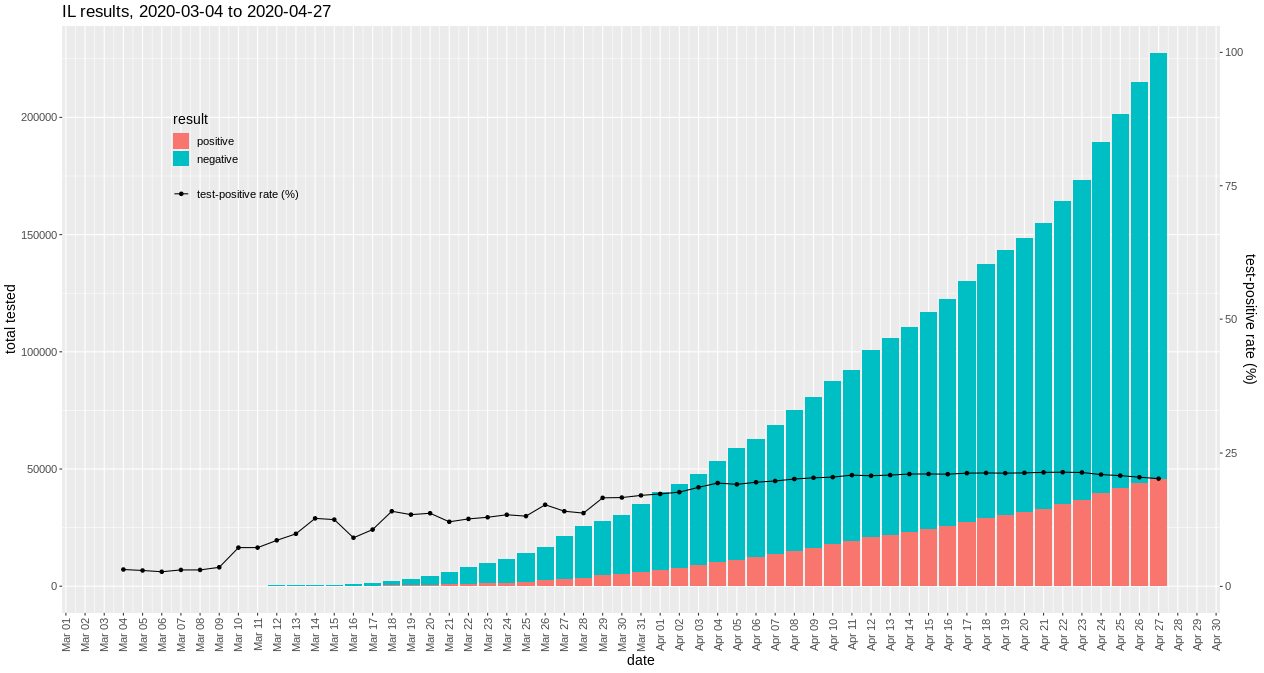 IL results, 2020-03-04 to 2020-04-27
total tested
200000
150000
100000
50000
0
result
positive
negative
test-positive rate (%)
100
75
50
25
0
test-positive rate (%)
Mar 01
Mar 02
Mar 03
Mar 04
Mar 05
Mar 06
Mar 07
Mar 08
Mar 09
Mar 10
Mar 11
Mar 12
Mar 13
Mar 14
Mar 15
Mar 16
Mar 17
Mar 18
Mar 19
Mar 20
Mar 21
Mar 22
Mar 23
Mar 24
Mar 25
Mar 26
Mar 27
Mar 28
Mar 29
Mar 30
Mar 31
Apr 01
Apr 02
Apr 03
Apr 04
Apr 05
Apr 06
Apr 07
Apr 08
Apr 09
Apr 10
Apr 11
Apr 12
Apr 13
Apr 14
Apr 15
Apr 16
Apr 17
Apr 18
Apr 19
Apr 20
Apr 21
Apr 22
Apr 23
Apr 24
Apr 25
Apr 26
Apr 27
Apr 28
Apr 29
Apr 30
date